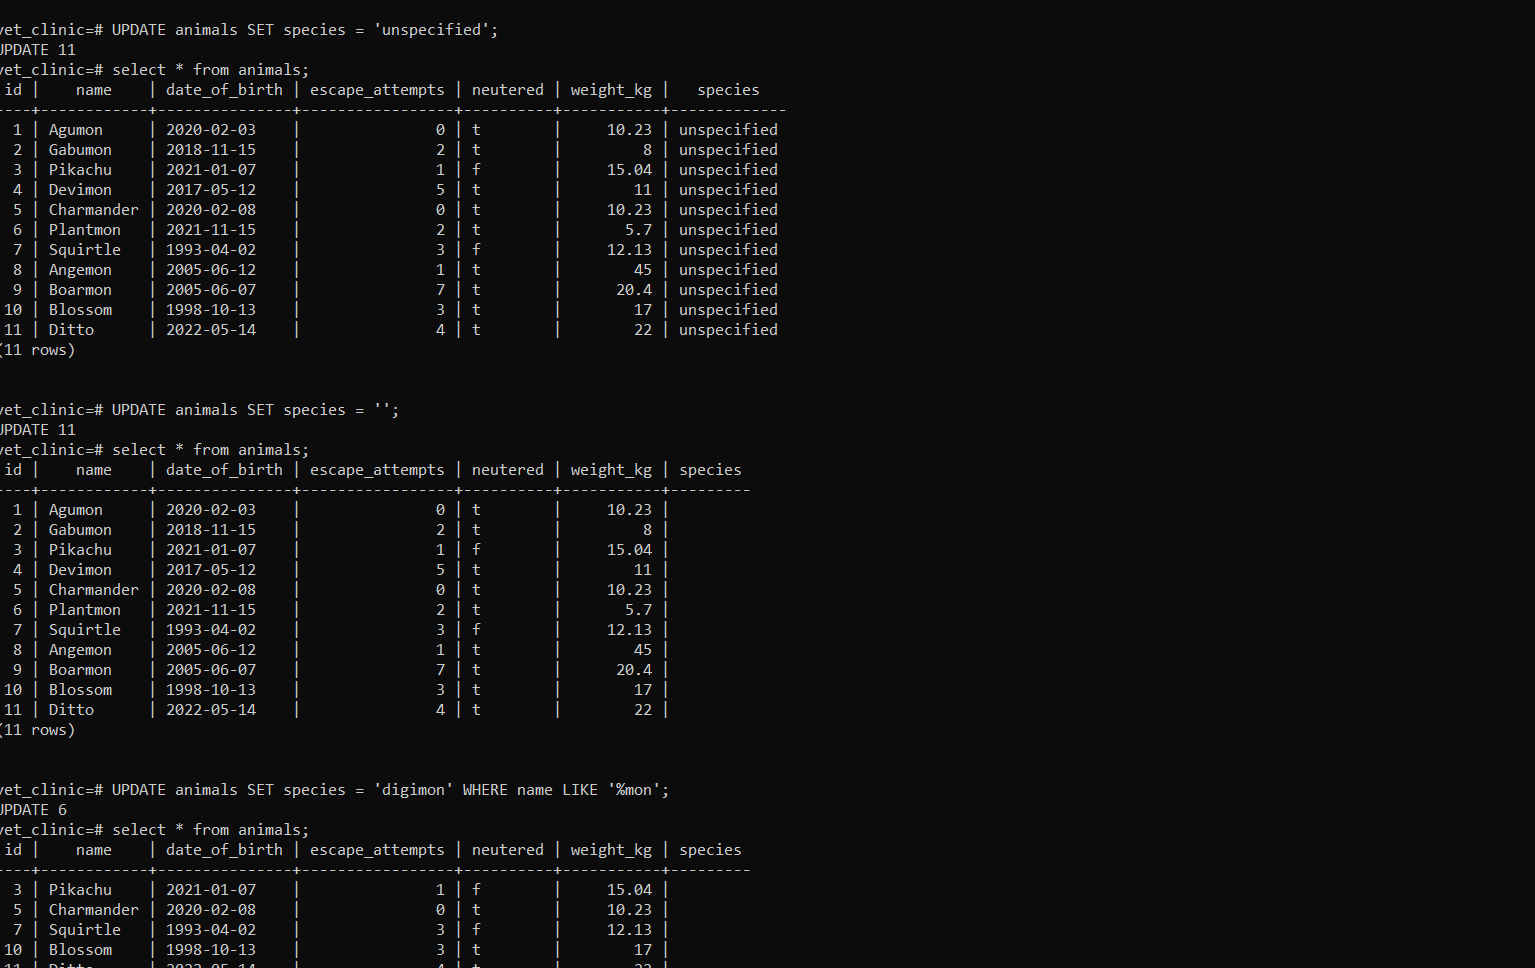 vet_clinic=# UPDATE animals SET species = 'unspecified';
UPDATE 11
vet_clinic=# select * from animals;
id |    name    | date_of_birth | escape_attempts | neutered | weight_kg |   species
----+------------+---------------+-----------------+----------+-----------+-------------
  1 | Agumon     | 2020-02-03    |               0 | t        |     10.23 | unspecified
  2 | Gabumon    | 2018-11-15    |               2 | t        |         8 | unspecified
  3 | Pikachu    | 2021-01-07    |               1 | f        |     15.04 | unspecified
  4 | Devimon    | 2017-05-12    |               5 | t        |        11 | unspecified
  5 | Charmander | 2020-02-08    |               0 | t        |     10.23 | unspecified
  6 | Plantmon   | 2021-11-15    |               2 | t        |       5.7 | unspecified
  7 | Squirtle   | 1993-04-02    |               3 | f        |     12.13 | unspecified
  8 | Angemon    | 2005-06-12    |               1 | t        |        45 | unspecified
  9 | Boarmon    | 2005-06-07    |               7 | t        |      20.4 | unspecified
 10 | Blossom    | 1998-10-13    |               3 | t        |        17 | unspecified
 11 | Ditto      | 2022-05-14    |               4 | t        |        22 | unspecified
(11 rows)
vet_clinic=# UPDATE animals SET species = '';
UPDATE 11
vet_clinic=# select * from animals;
id |    name    | date_of_birth | escape_attempts | neutered | weight_kg | species
----+------------+---------------+-----------------+----------+-----------+---------
  1 | Agumon     | 2020-02-03    |               0 | t        |     10.23 |
  2 | Gabumon    | 2018-11-15    |               2 | t        |         8 |
  3 | Pikachu    | 2021-01-07    |               1 | f        |     15.04 |
  4 | Devimon    | 2017-05-12    |               5 | t        |        11 |
  5 | Charmander | 2020-02-08    |               0 | t        |     10.23 |
  6 | Plantmon   | 2021-11-15    |               2 | t        |       5.7 |
  7 | Squirtle   | 1993-04-02    |               3 | f        |     12.13 |
  8 | Angemon    | 2005-06-12    |               1 | t        |        45 |
  9 | Boarmon    | 2005-06-07    |               7 | t        |      20.4 |
 10 | Blossom    | 1998-10-13    |               3 | t        |        17 |
 11 | Ditto      | 2022-05-14    |               4 | t        |        22 |
(11 rows)
vet_clinic=# UPDATE animals SET species = 'digimon' WHERE name LIKE '%mon';
UPDATE 6
vet_clinic=# select * from animals;
id |    name    | date_of_birth | escape_attempts | neutered | weight_kg | species
----+------------+---------------+-----------------+----------+-----------+---------
  3 | Pikachu    | 2021-01-07    |               1 | f        |     15.04 |
  5 | Charmander | 2020-02-08    |               0 | t        |     10.23 |
  7 | Squirtle   | 1993-04-02    |               3 | f        |     12.13 |
 10 | Blossom    | 1998-10-13    |               3 | t        |        17 |
 11 | Ditto      | 2022-05-14    |               4 | t        |        22 |